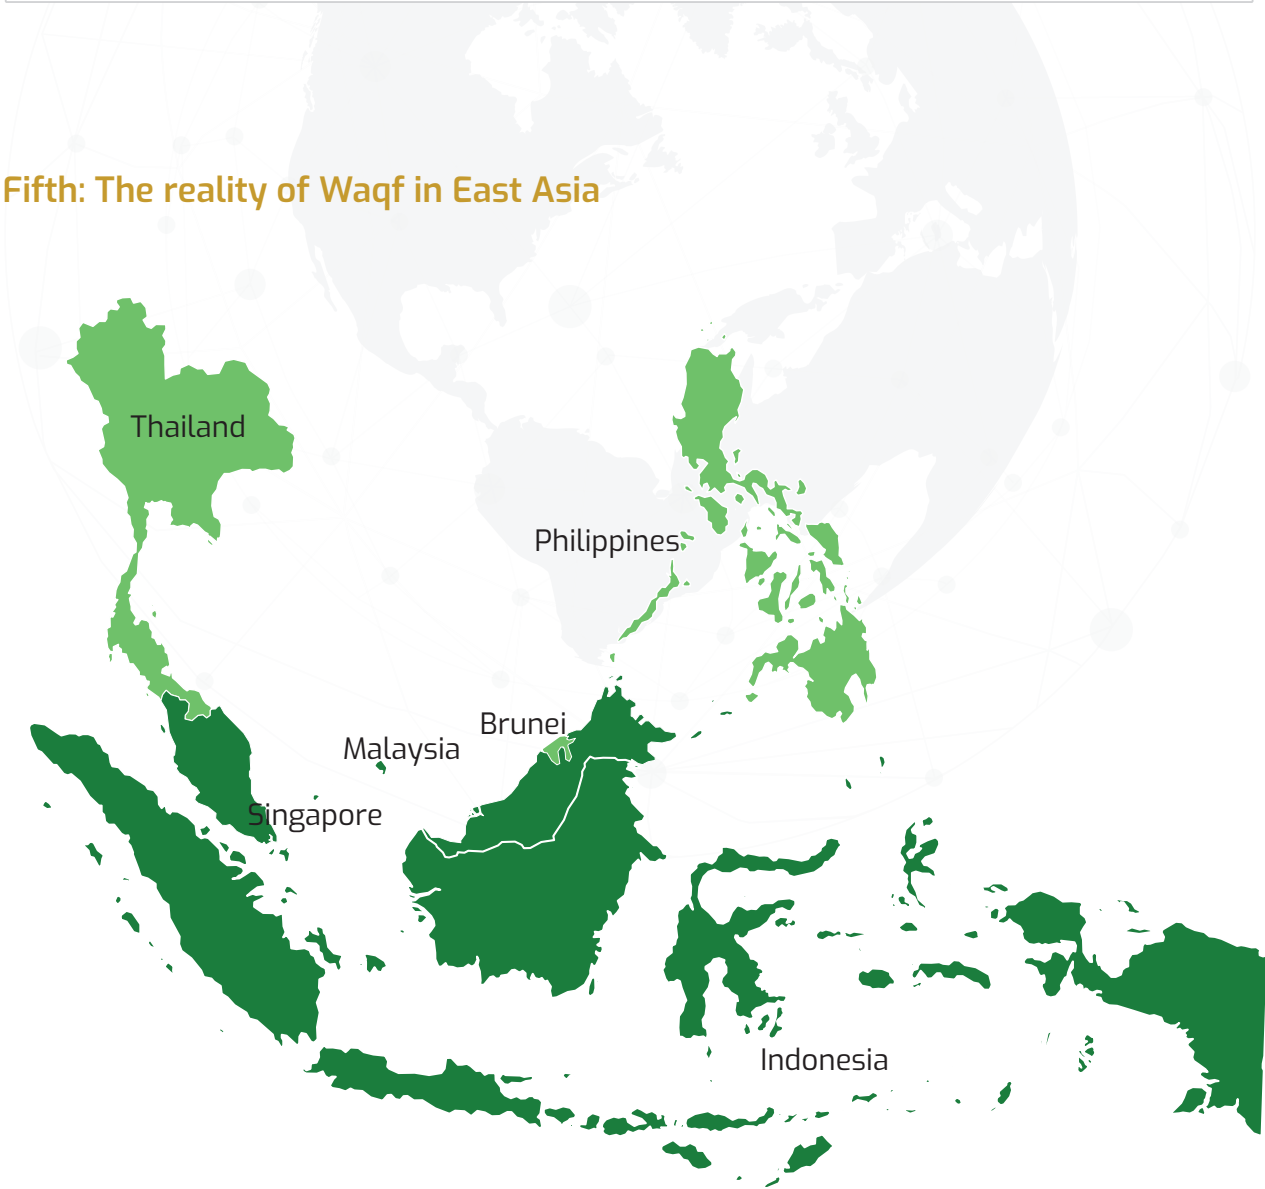 Fifth: The reality of Waqf in East Asia
Thailand
Philippines
Brunei
Malaysia
Singapore
Indonesia